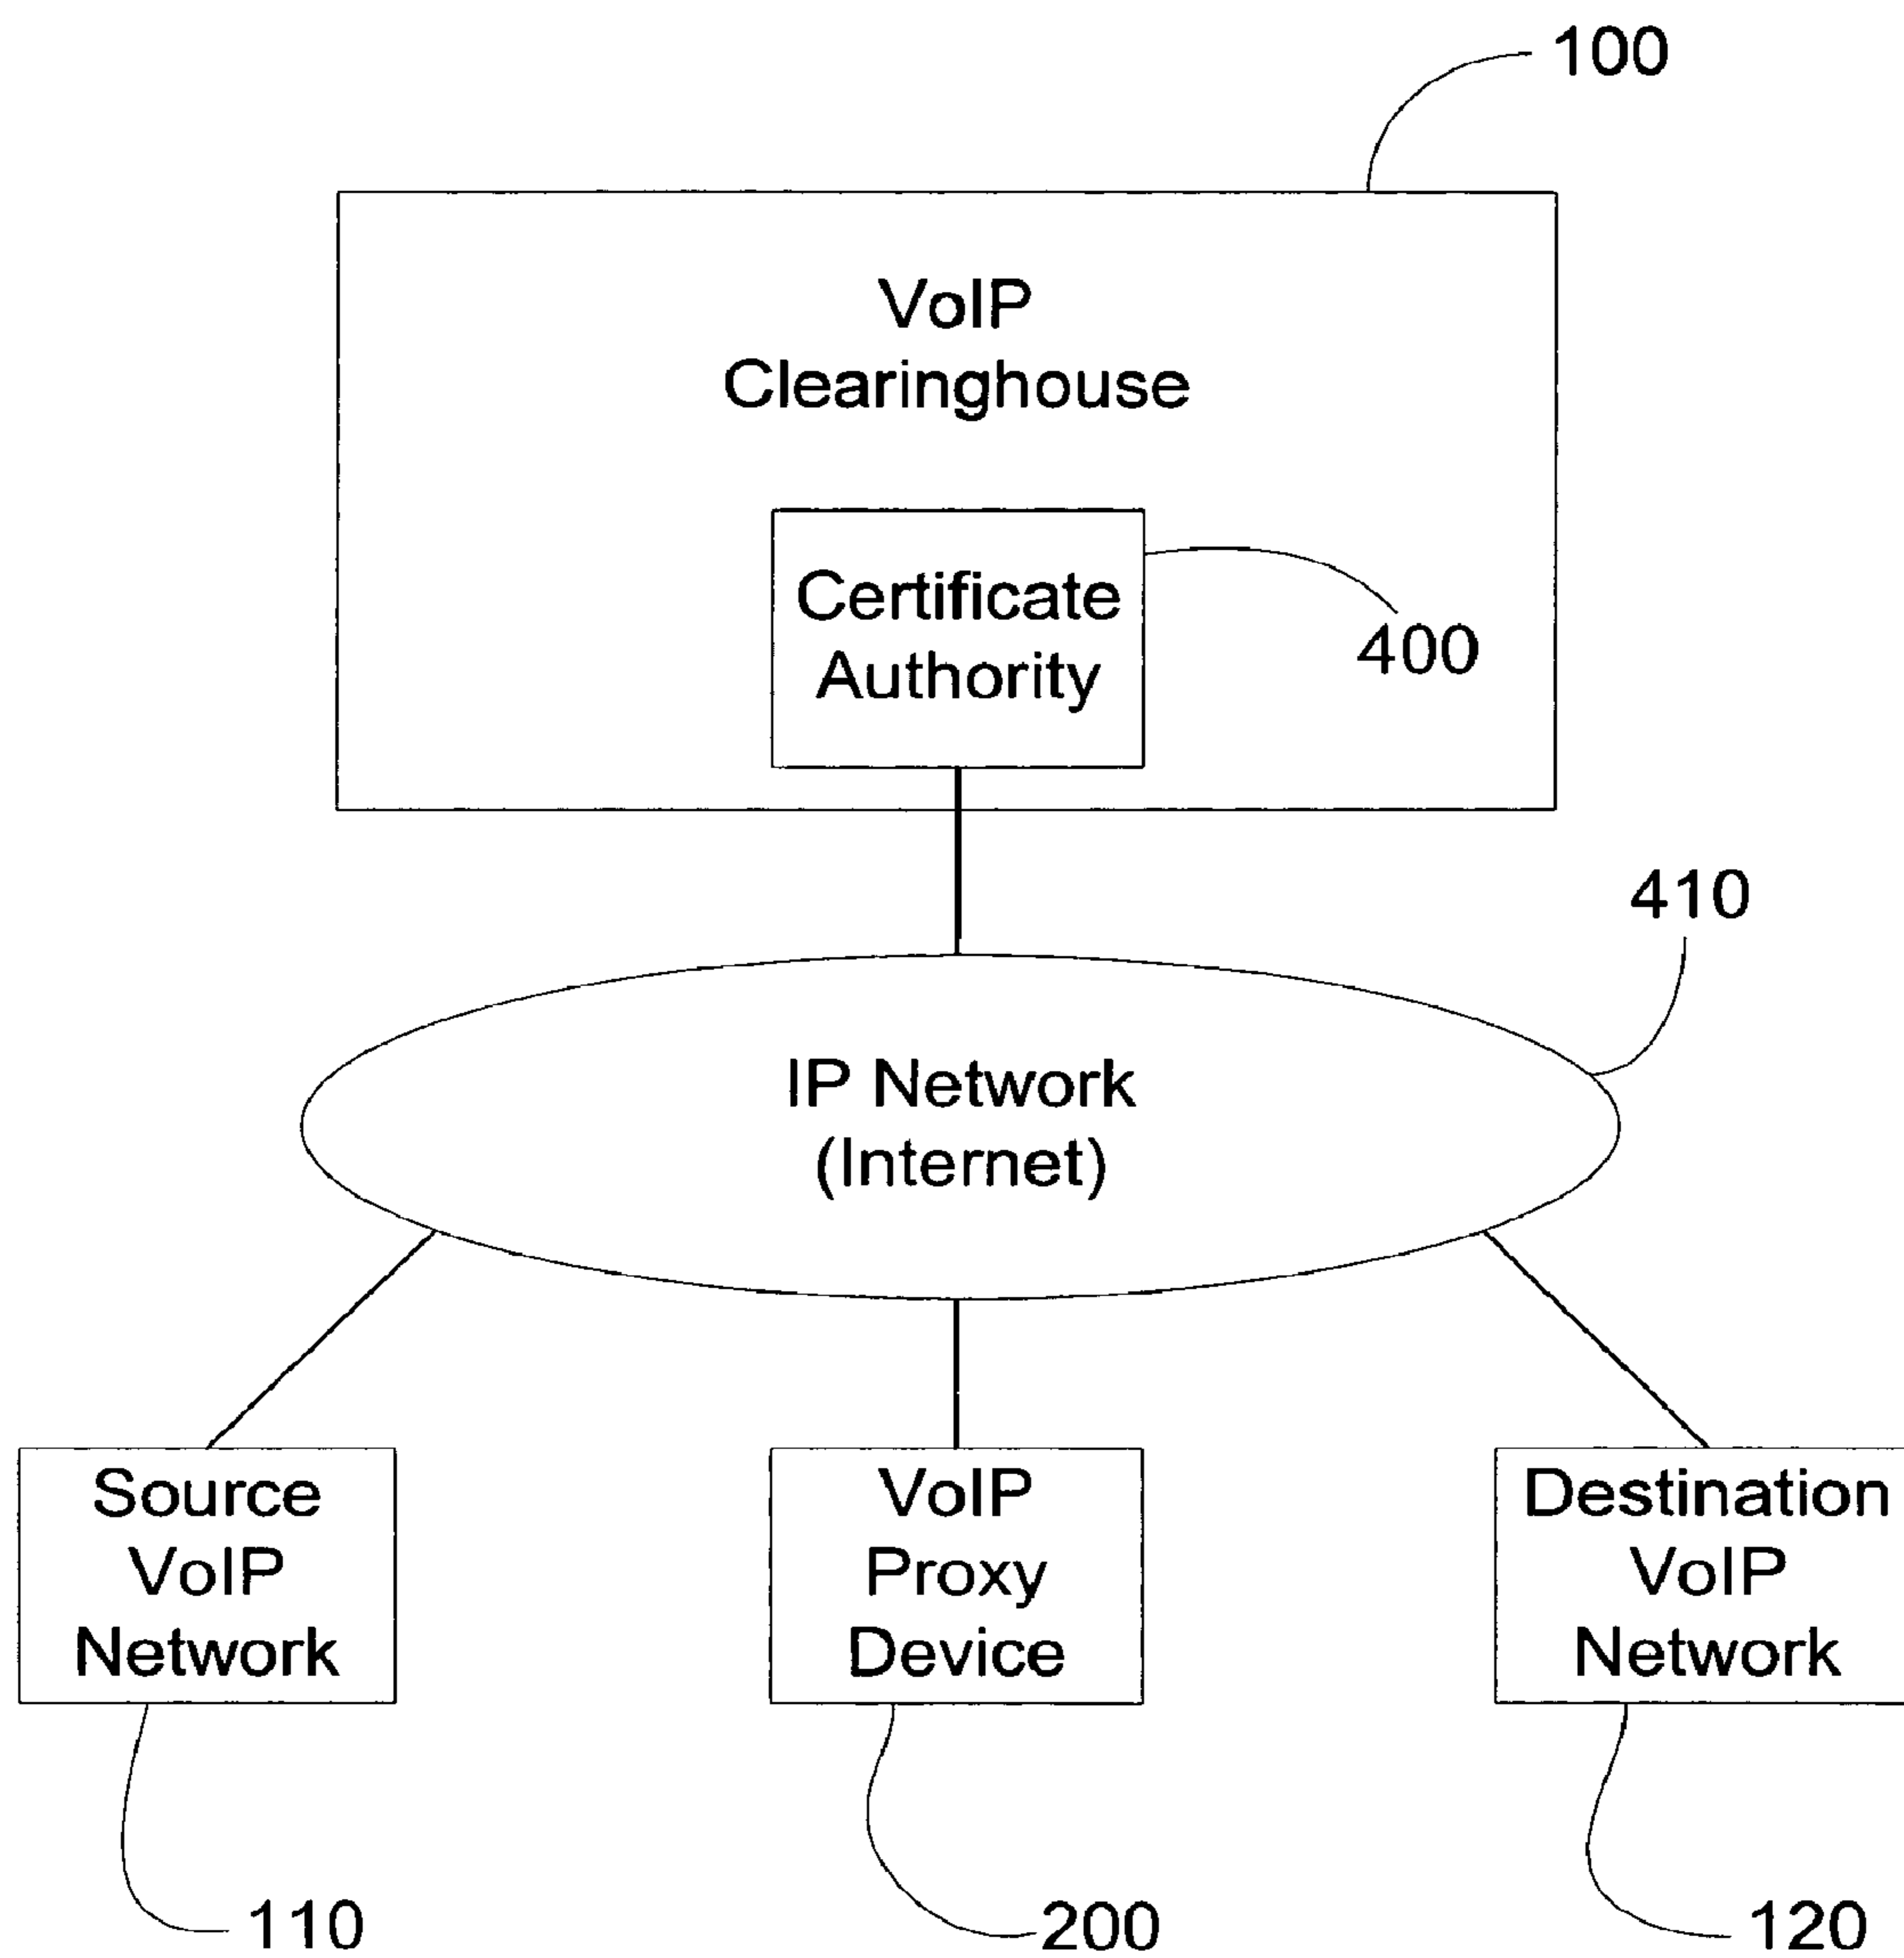 100
VoIP
Clearinghouse
Certificate
Authority
400
410
IP Network
(Internet)
Source
VoIP
Network
VoIP
Proxy
Device
Destination
VoIP
Network
110
200
120